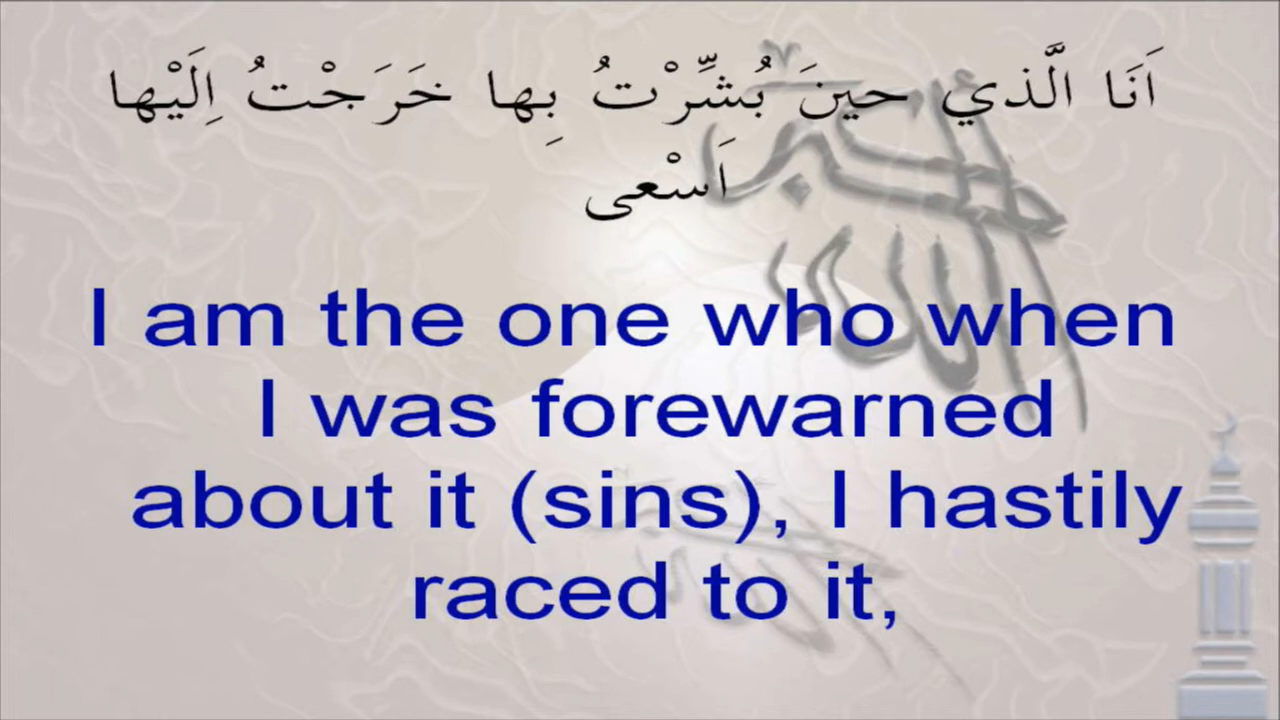 اَنَا الَّذي حينَ بُشِّرْتُ بِها خَرَجْتُ اِلَيْها
اَسْعى
I am the one who when
I was forewarned
about it (sins), I hastily
raced to it,